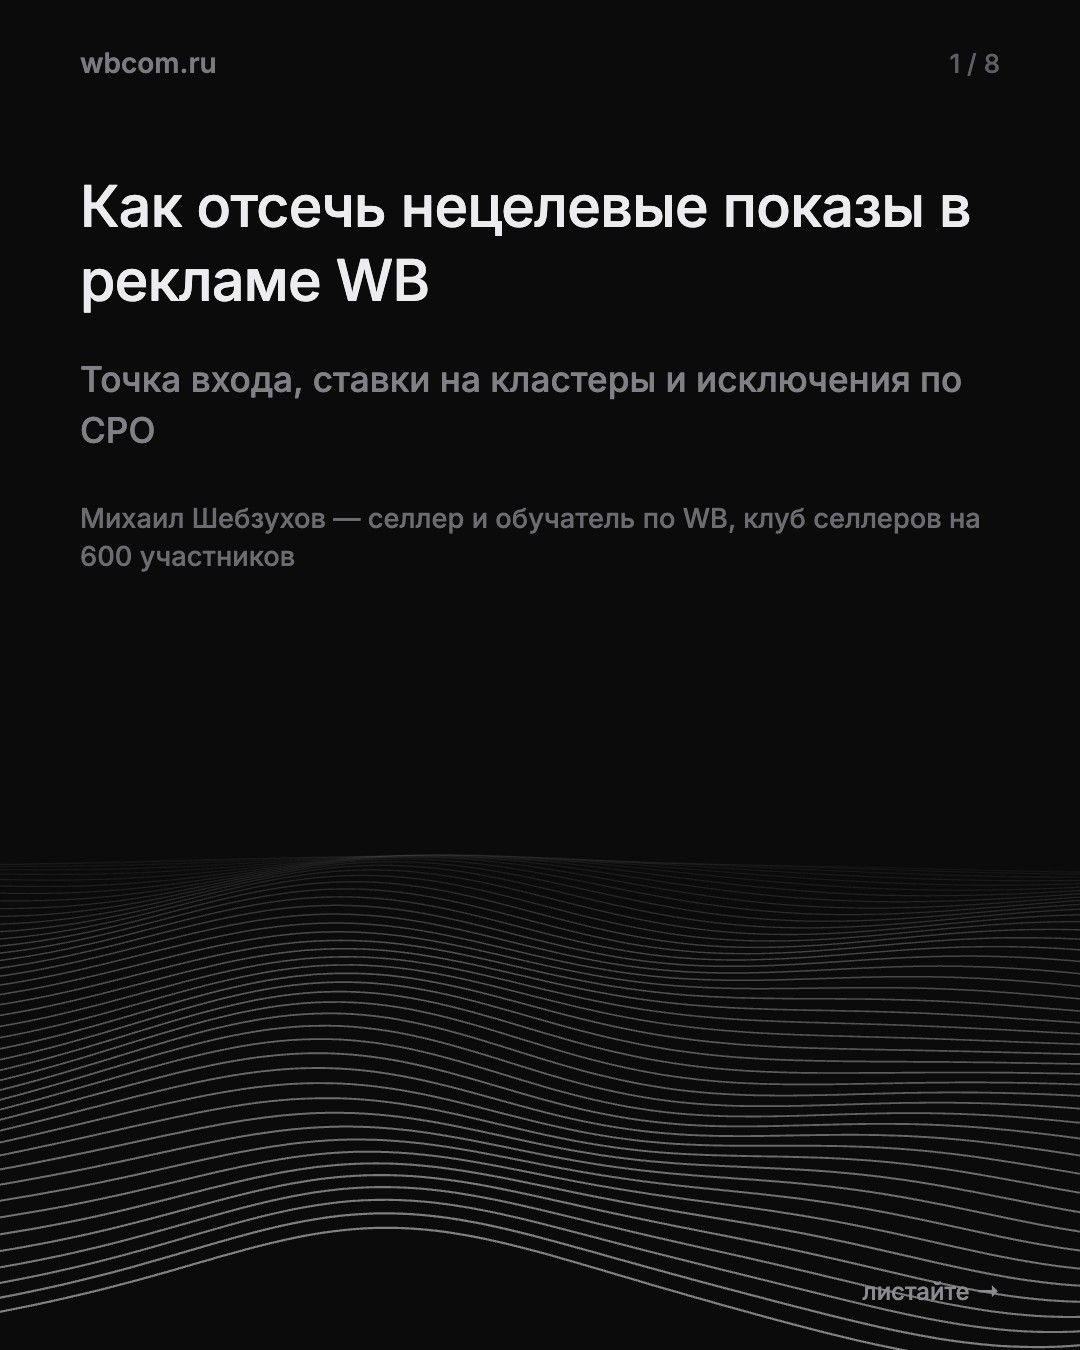 wbcom.ru
1 / 8
Как отсечь нецелевые показы в
рекламе WB
Точка входа, ставки на кластеры и исключения по
CPO
Михаил Шебзухов — селлер и обучатель по WB, клуб селлеров на
600 участников
листайте →